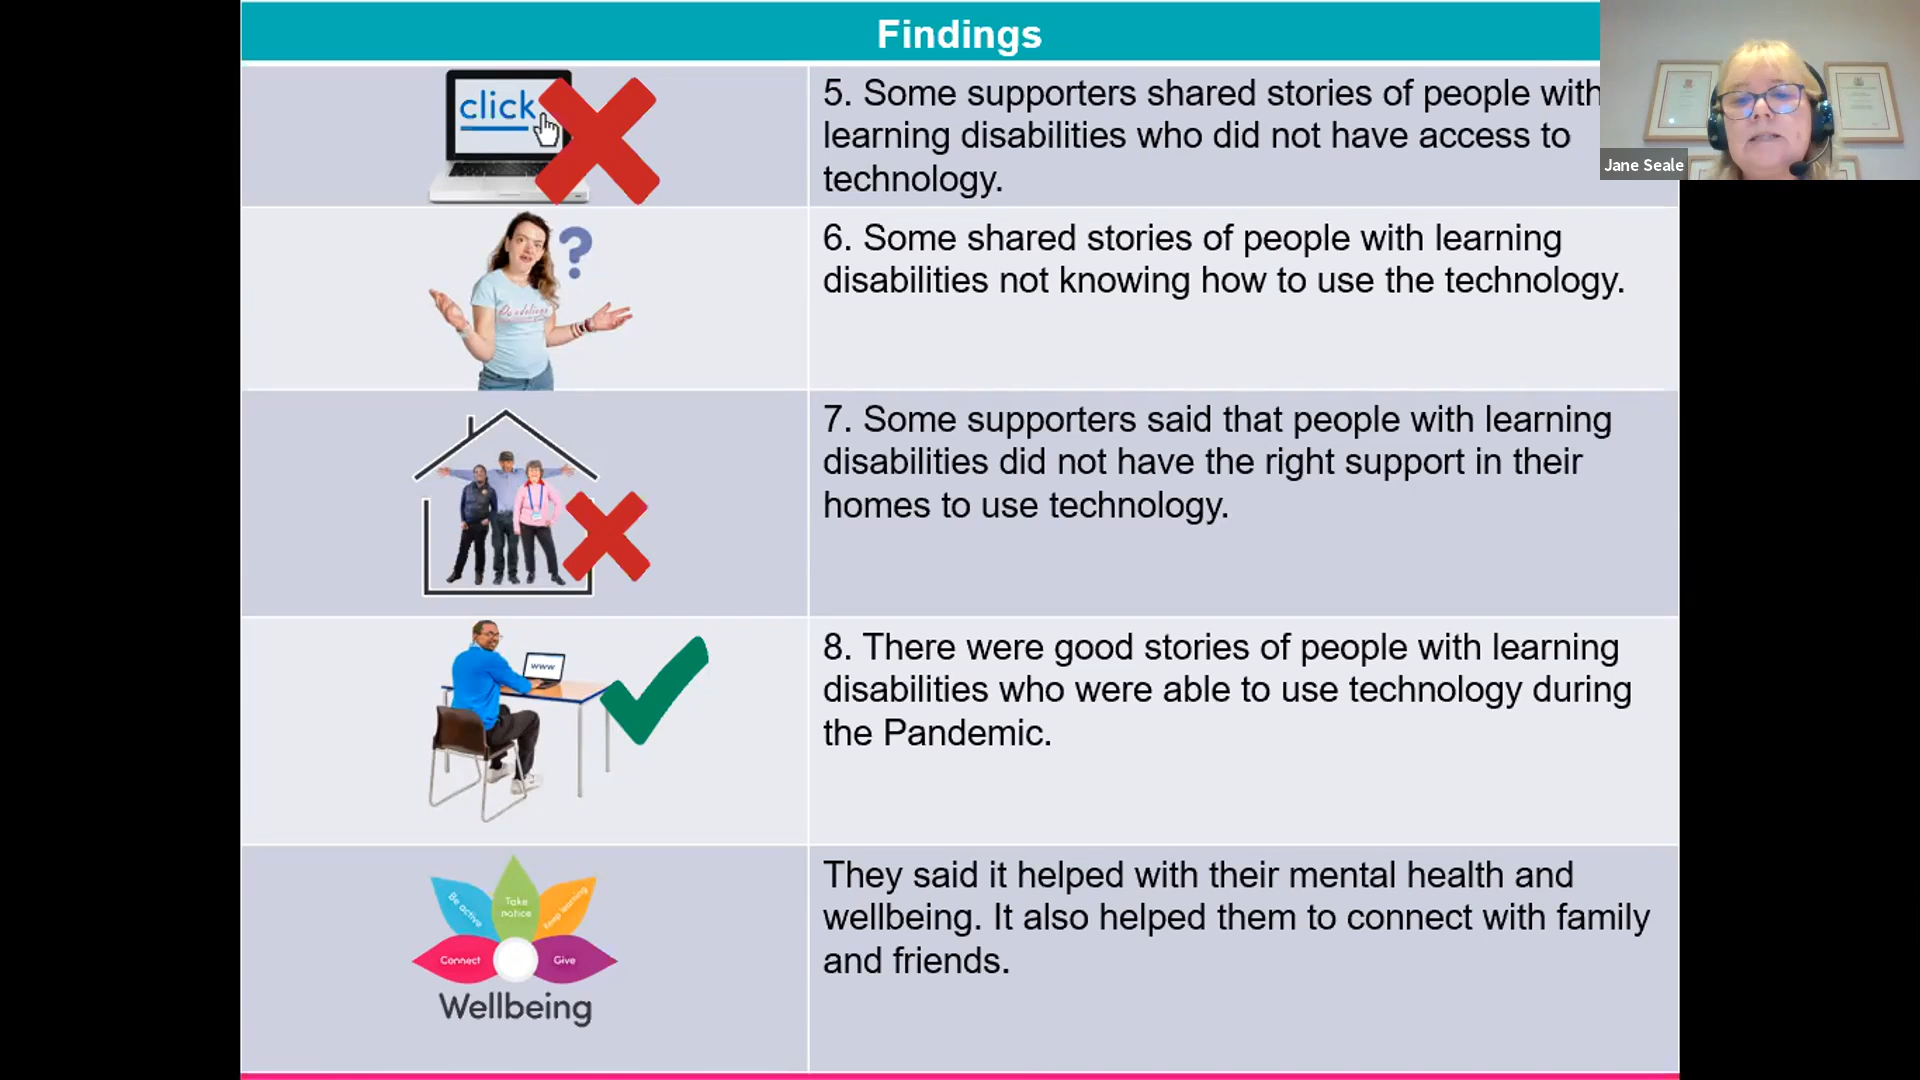 Findings
click
5. Some supporters shared stories of people with
learning disabilities who did not have access to
technology.
Jane Seale
?
6. Some shared stories of people with learning
disabilities not knowing how to use the technology.
7. Some supporters said that people with learning
disabilities did not have the right support in their
homes to use technology.
www
8. There were good stories of people with learning
disabilities who were able to use technology during
the Pandemic.
Be active
Take
notice
Keep learning
Connect
Give
Wellbeing
They said it helped with their mental health and
wellbeing. It also helped them to connect with family
and friends.